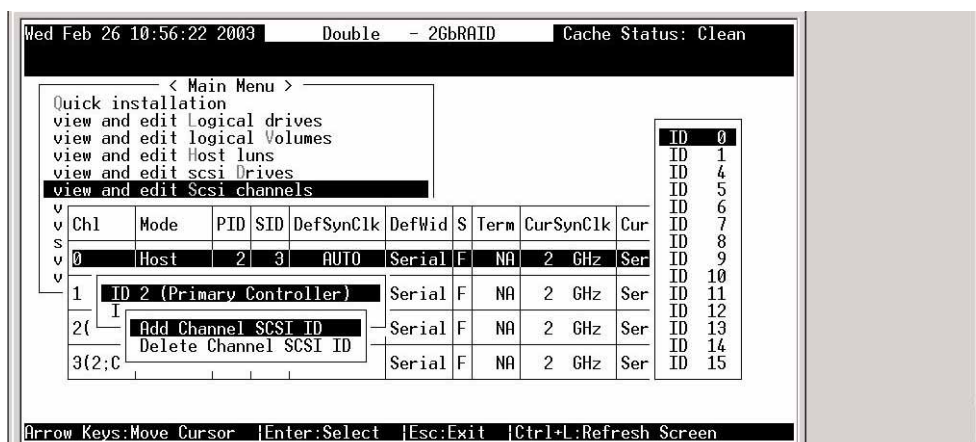 Wed Feb 26 10:56:22 2003 Double - 2GbRAID Cache Status: Clean
< Main Menu >
Quick installation
view and edit Logical drives
view and edit logical Volumes
view and edit Host luns
view and edit scsi Drives
view and edit Scsi channels
v
v
s
v
v
Chl Mode PID SID DefSynClk DefWid S Term CurSynClk Cur
0 Host 2 3 AUTO Serial F NA 2 GHz Ser
1 Serial F NA 2 GHz Ser
2( Serial F NA 2 GHz Ser
3(2;C Serial F NA 2 GHz Ser
ID 2 (Primary Controller)
I
Add Channel SCSI ID
Delete Channel SCSI ID
ID 0
ID 1
ID 4
ID 5
ID 6
ID 7
ID 8
ID 9
ID 10
ID 11
ID 12
ID 13
ID 14
ID 15
Arrow Keys:Move Cursor |Enter:Select |Esc:Exit |Ctrl+L:Refresh Screen